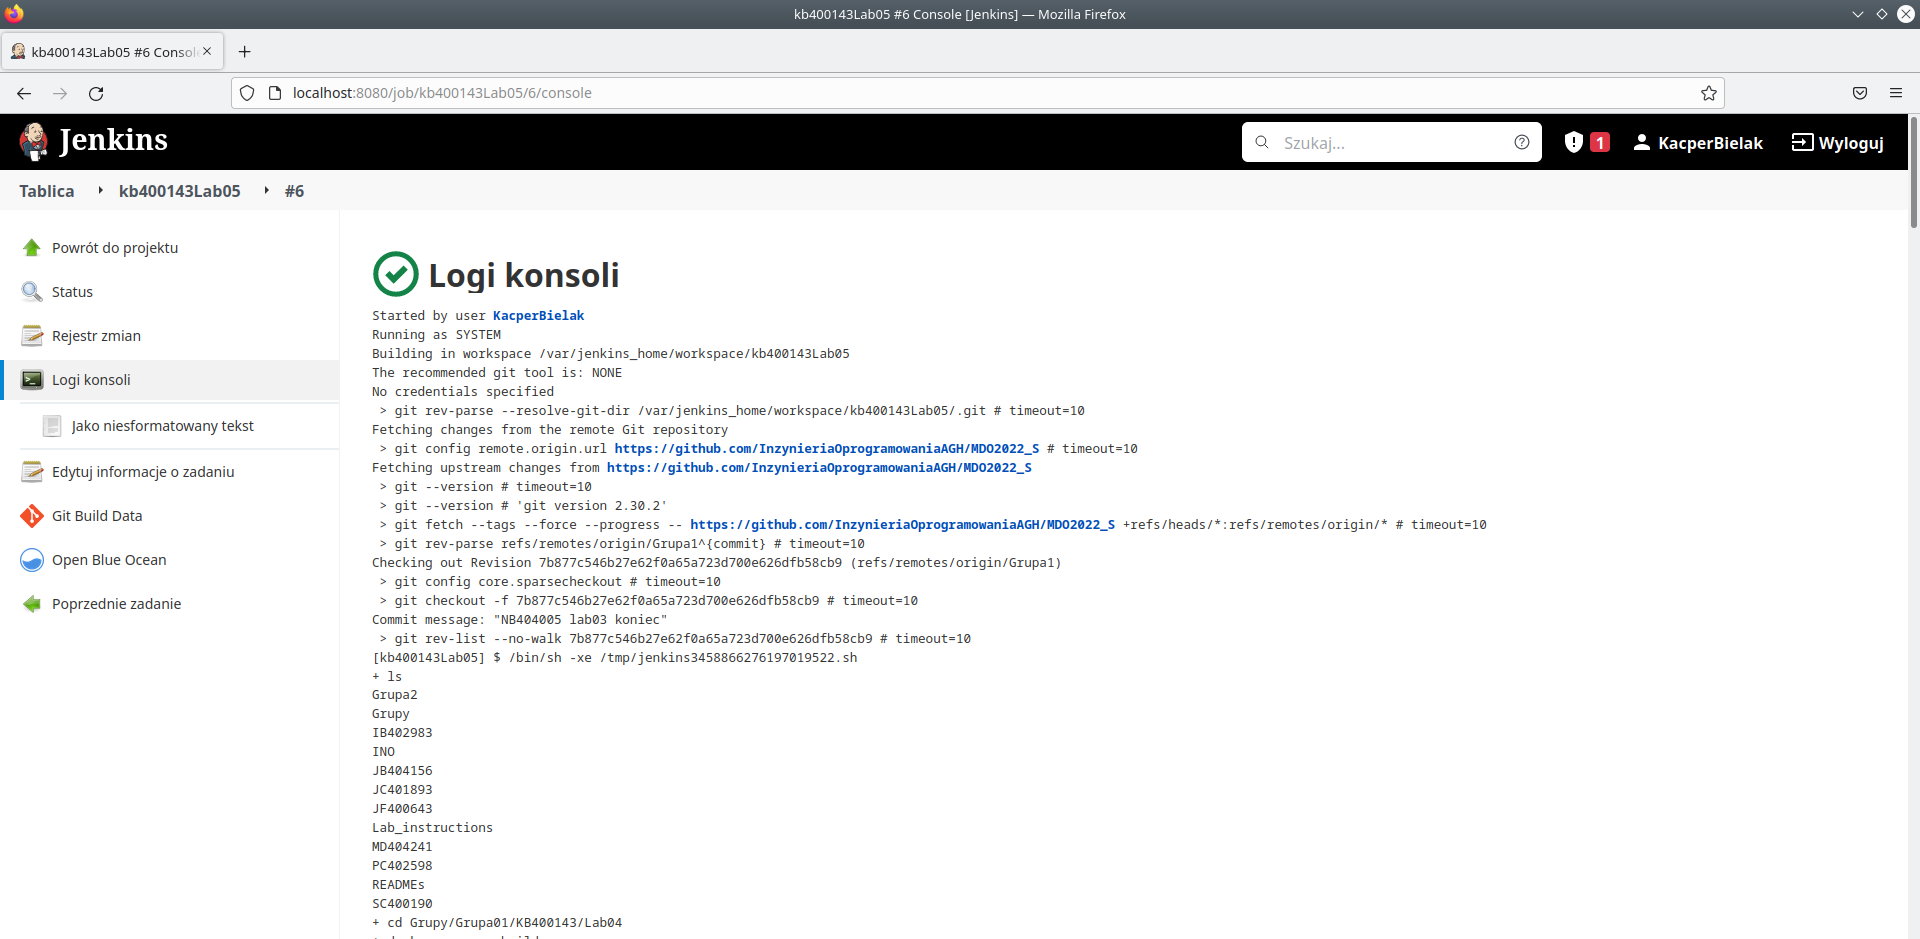 kb400143Lab05 #6 Console [Jenkins] — Mozilla Firefox
kb400143Lab05 #6 Consol
localhost:8080/job/kb400143Lab05/6/console
Jenkins
Szukaj...
1
KacperBielak
Wyloguj
Tablica
kb400143Lab05
#6
Powrót do projektu
Status
Rejestr zmian
Logi konsoli
Jako niesformatowany tekst
Edytuj informacje o zadaniu
Git Build Data
Open Blue Ocean
Poprzednie zadanie
Logi konsoli
Started by user KacperBielak
Running as SYSTEM
Building in workspace /var/jenkins_home/workspace/kb400143Lab05
The recommended git tool is: NONE
No credentials specified
> git rev-parse --resolve-git-dir /var/jenkins_home/workspace/kb400143Lab05/.git # timeout=10
Fetching changes from the remote Git repository
> git config remote.origin.url https://github.com/InzynieriaOprogramowaniaAGH/MDO2022_S # timeout=10
Fetching upstream changes from https://github.com/InzynieriaOprogramowaniaAGH/MDO2022_S
> git --version # timeout=10
> git --version # 'git version 2.30.2'
> git fetch --tags --force --progress -- https://github.com/InzynieriaOprogramowaniaAGH/MDO2022_S +refs/heads/*:refs/remotes/origin/* # timeout=10
> git rev-parse refs/remotes/origin/Grupa1^{commit} # timeout=10
Checking out Revision 7b877c546b27e62f0a65a723d700e626dfb58cb9 (refs/remotes/origin/Grupa1)
> git config core.sparsecheckout # timeout=10
> git checkout -f 7b877c546b27e62f0a65a723d700e626dfb58cb9 # timeout=10
Commit message: "NB404005 lab03 koniec"
> git rev-list --no-walk 7b877c546b27e62f0a65a723d700e626dfb58cb9 # timeout=10
[kb400143Lab05] $ /bin/sh -xe /tmp/jenkins3458866276197019522.sh
+ ls
Grupa2
Grupy
IB402983
INO
JB404156
JC401893
JF400643
Lab_instructions
MD404241
PC402598
READMEs
SC400190
+ cd Grupy/Grupa01/KB400143/Lab04